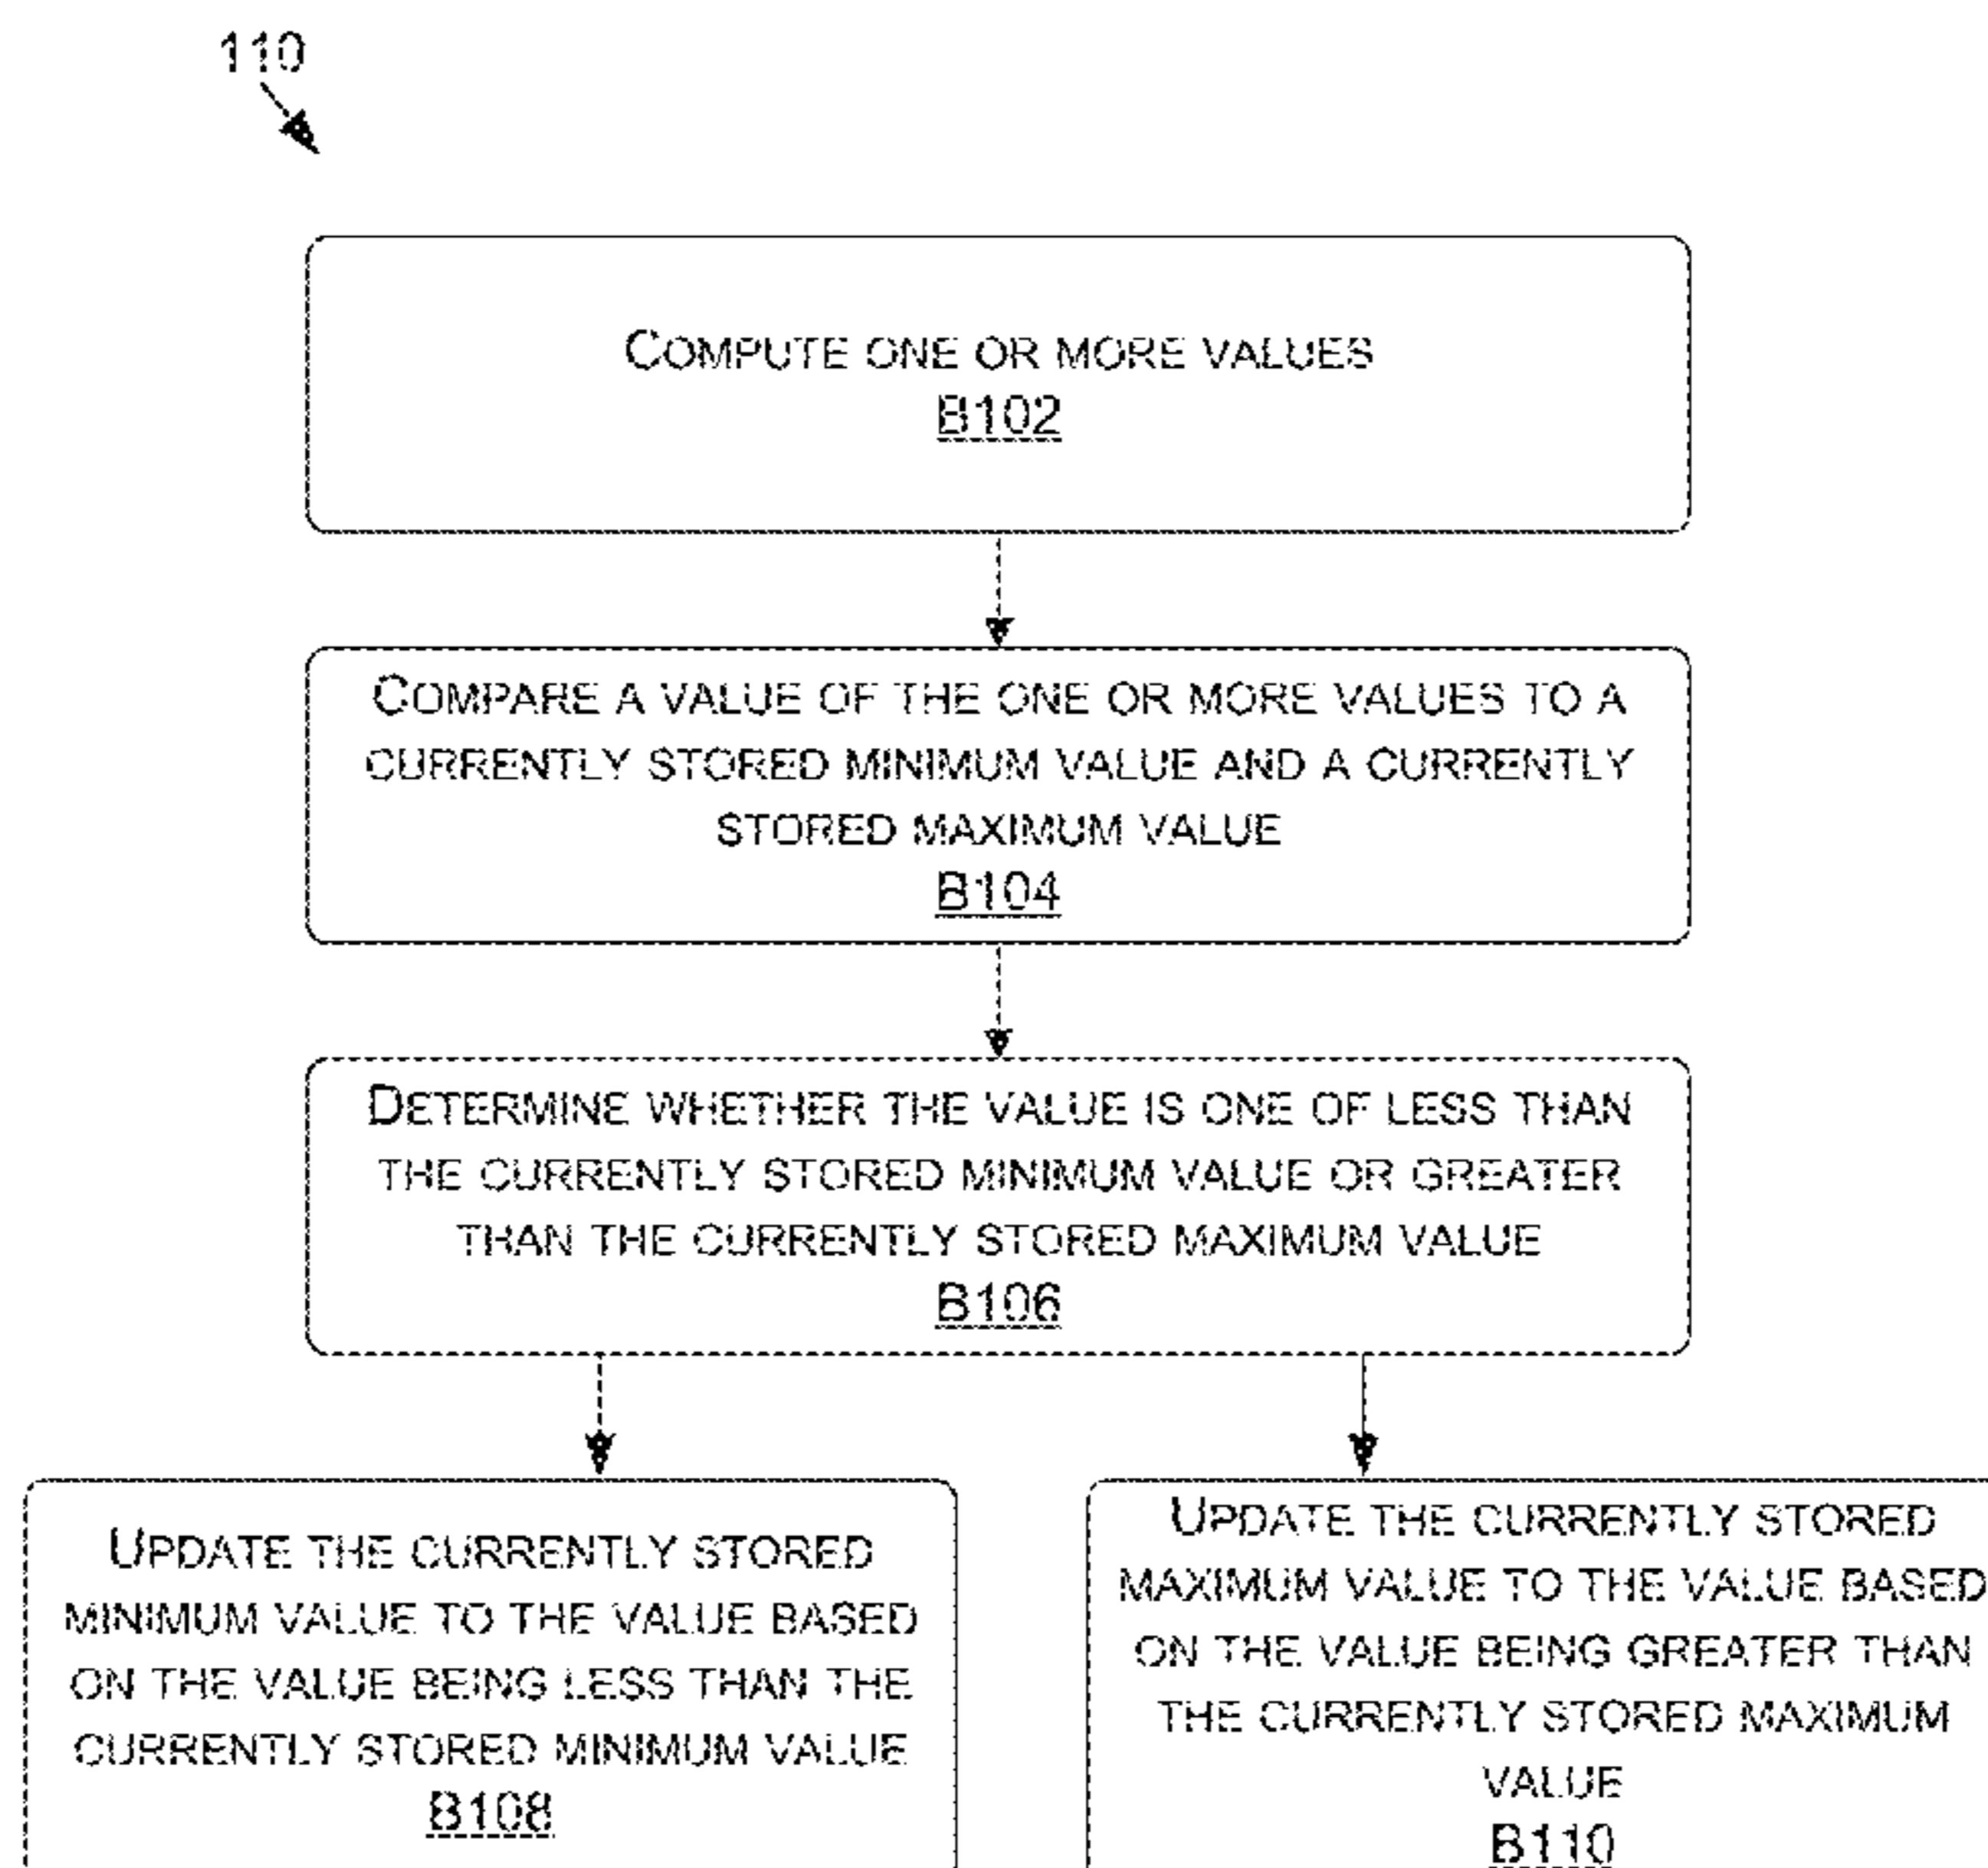 110
COMPUTE ONE OR MORE VALUES
B102
COMPARE A VALUE OF THE ONE OR MORE VALUES TO A
CURRENTLY STORED MINIMUM VALUE AND A CURRENTLY
STORED MAXIMUM VALUE
B104
DETERMINE WHETHER THE VALUE IS ONE OF LESS THAN
THE CURRENTLY STORED MINIMUM VALUE OR GREATER
THAN THE CURRENTLY STORED MAXIMUM VALUE
B106
UPDATE THE CURRENTLY STORED
MINIMUM VALUE TO THE VALUE BASED
ON THE VALUE BEING LESS THAN THE
CURRENTLY STORED MINIMUM VALUE
B108
UPDATE THE CURRENTLY STORED
MAXIMUM VALUE TO THE VALUE BASED
ON THE VALUE BEING GREATER THAN
THE CURRENTLY STORED MAXIMUM
VALUE
B110